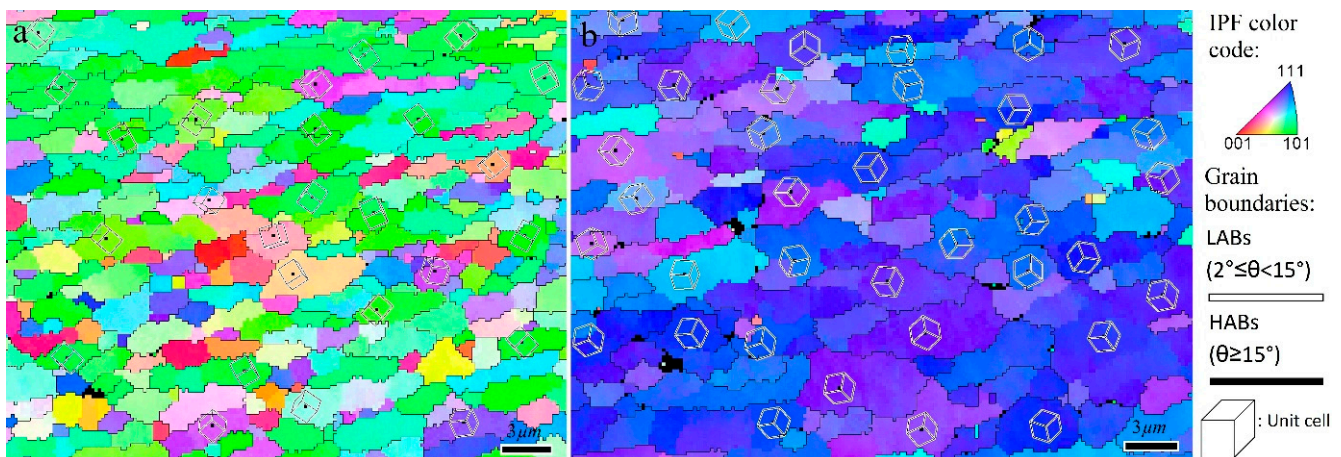 a
3μm
b
3μm
IPF color
code:
111
001
101
Grain
boundaries:
LABs
(2°≤θ<15°)
HABs
(θ≥15°)
: Unit cell